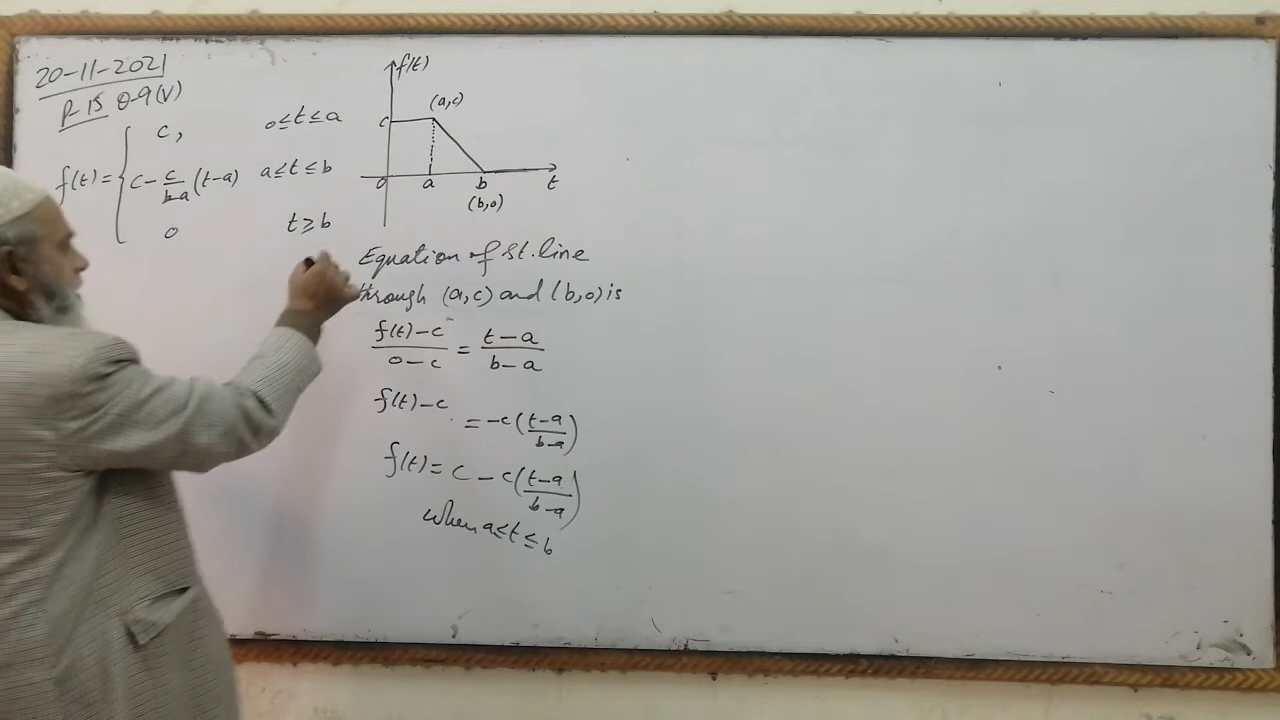 20-11-2021
P-15 Q-9(V)
f(t) = { c, 0≤t≤a
c - c/b-a (t-a) a≤t≤b
0 t≥b
f(t)
(a,c)
c
0 a b t
(b,0)
Equation of St. line
through (a,c) and (b,0) is
f(t)-c/0-c = t-a/b-a
f(t)-c = -c(t-a/b-a)
f(t) = c - c(t-a/b-a)
when a≤t≤b